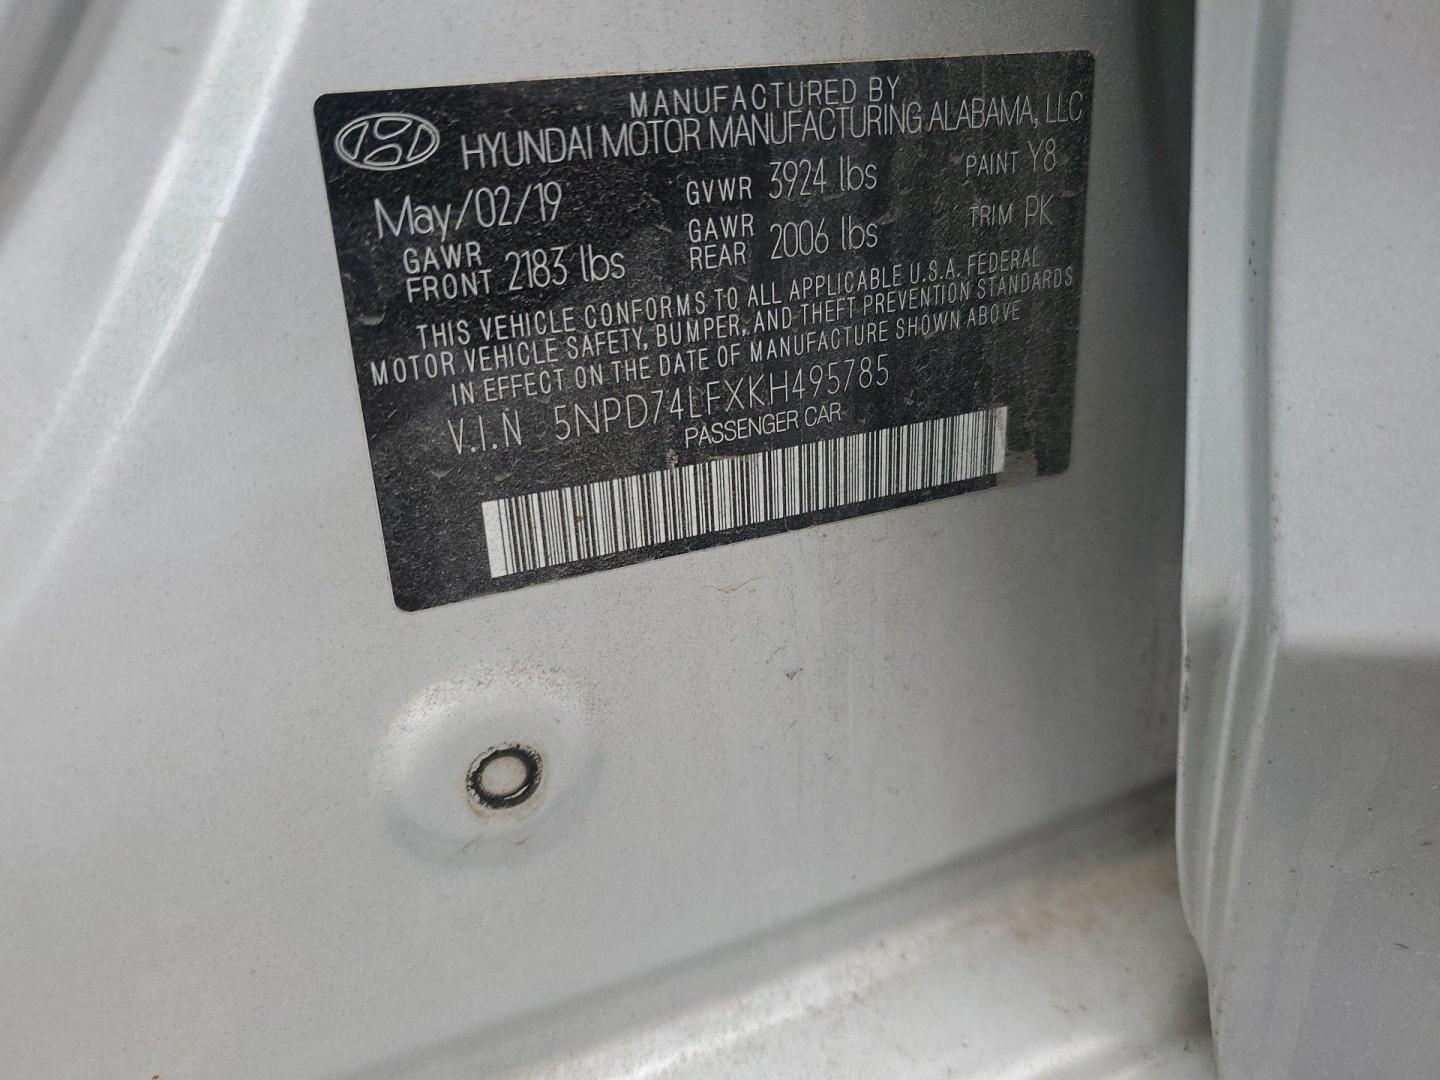 MANUFACTURED BY
HYUNDAI MOTOR MANUFACTURING ALABAMA, LLC
May/02/19 GVWR 3924 lbs PAINT Y8
GAWR FRONT 2183 lbs GAWR REAR 2006 lbs TRIM PK
THIS VEHICLE CONFORMS TO ALL APPLICABLE U.S.A. FEDERAL
MOTOR VEHICLE SAFETY, BUMPER, AND THEFT PREVENTION STANDARDS
IN EFFECT ON THE DATE OF MANUFACTURE SHOWN ABOVE
V.I.N 5NPD74LFXKH495785
PASSENGER CAR